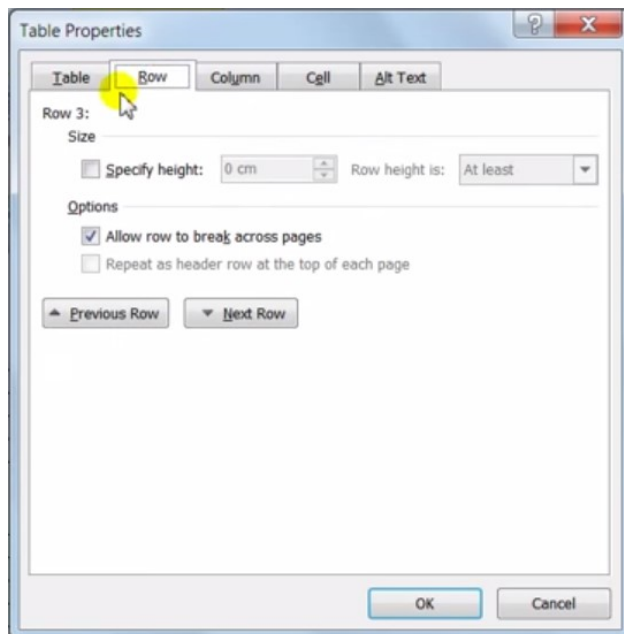 Table Properties
Table Row Column Cell Alt Text
Row 3:
Size
Specify height: 0 cm Row height is: At least
Options
Allow row to break across pages
Repeat as header row at the top of each page
Previous Row Next Row
OK Cancel